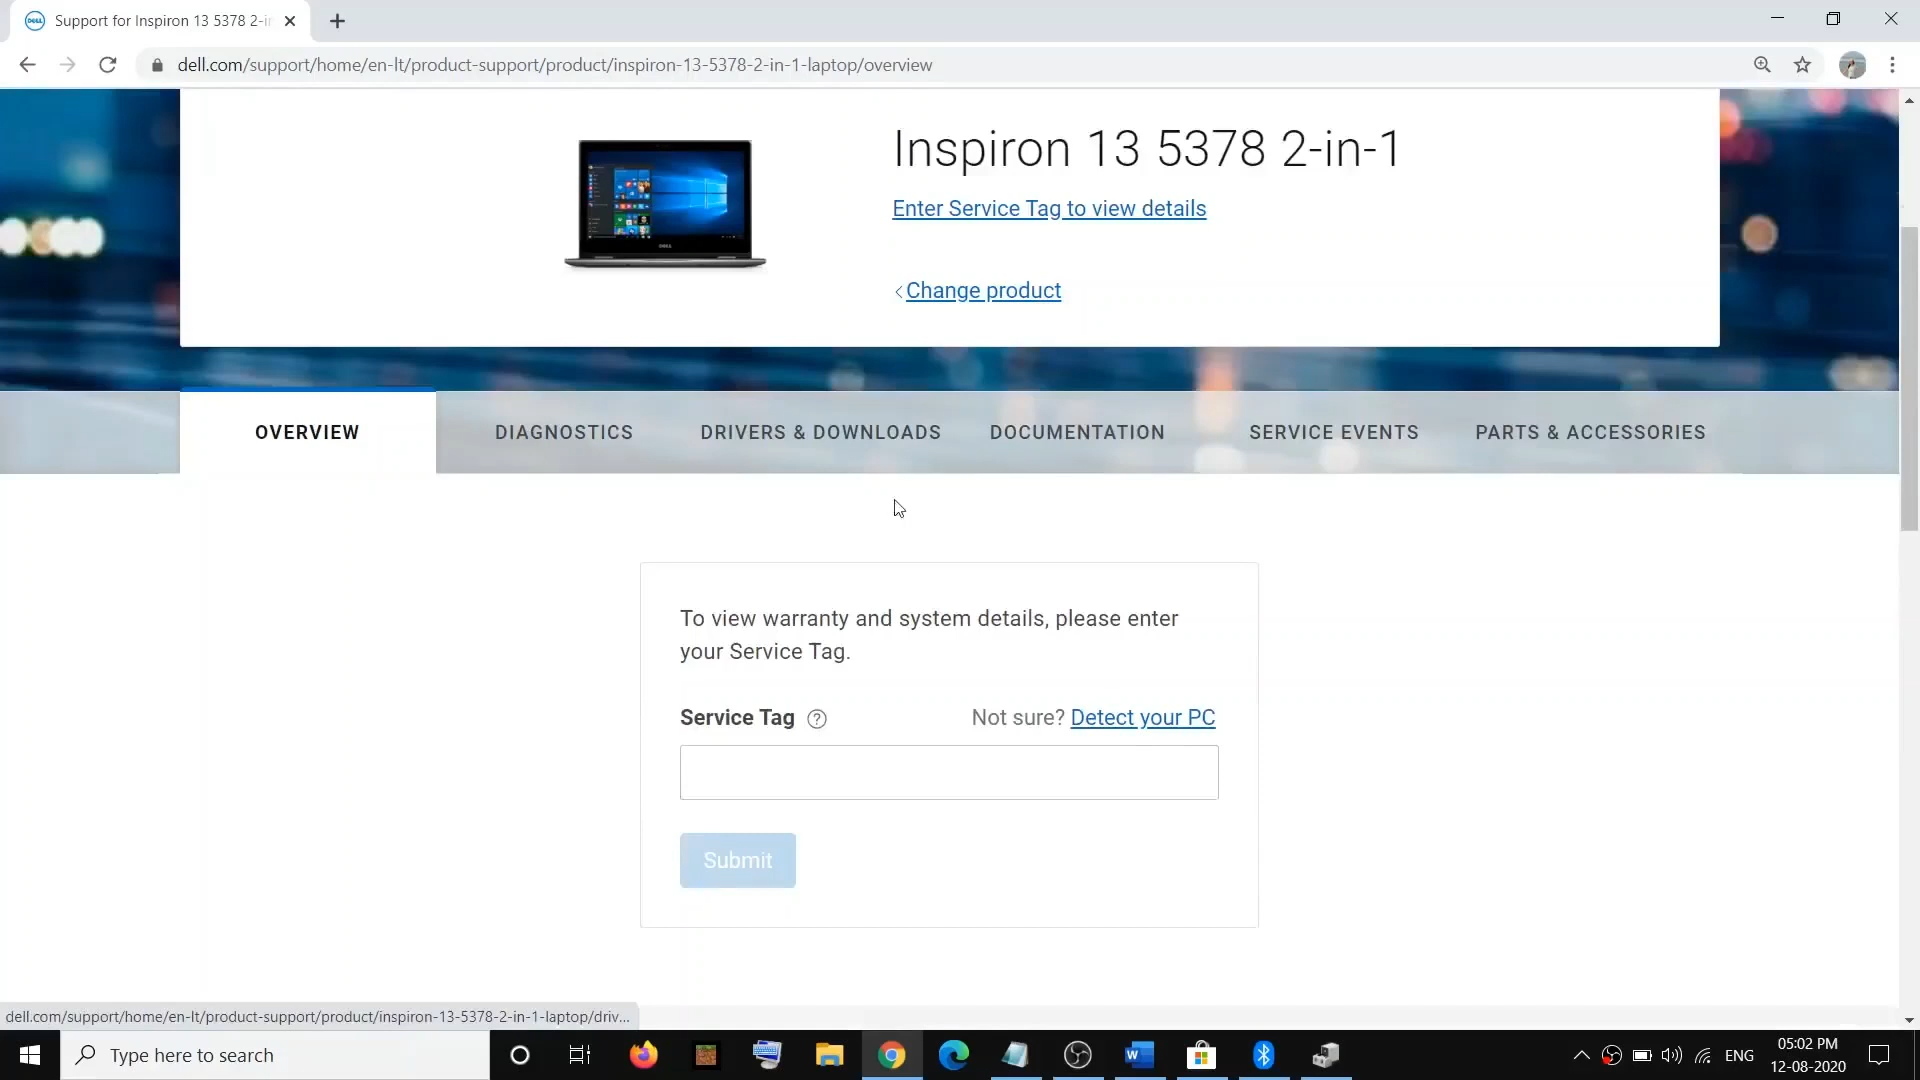 Support for Inspiron 13 5378 2-in
dell.com/support/home/en-lt/product-support/product/inspiron-13-5378-2-in-1-laptop/overview
Inspiron 13 5378 2-in-1
Enter Service Tag to view details
Change product
OVERVIEW
DIAGNOSTICS
DRIVERS & DOWNLOADS
DOCUMENTATION
SERVICE EVENTS
PARTS & ACCESSORIES
To view warranty and system details, please enter
your Service Tag.
Service Tag ?
Not sure? Detect your PC
Submit
dell.com/support/home/en-lt/product-support/product/inspiron-13-5378-2-in-1-laptop/driv...
Type here to search
ENG
05:02 PM
12-08-2020